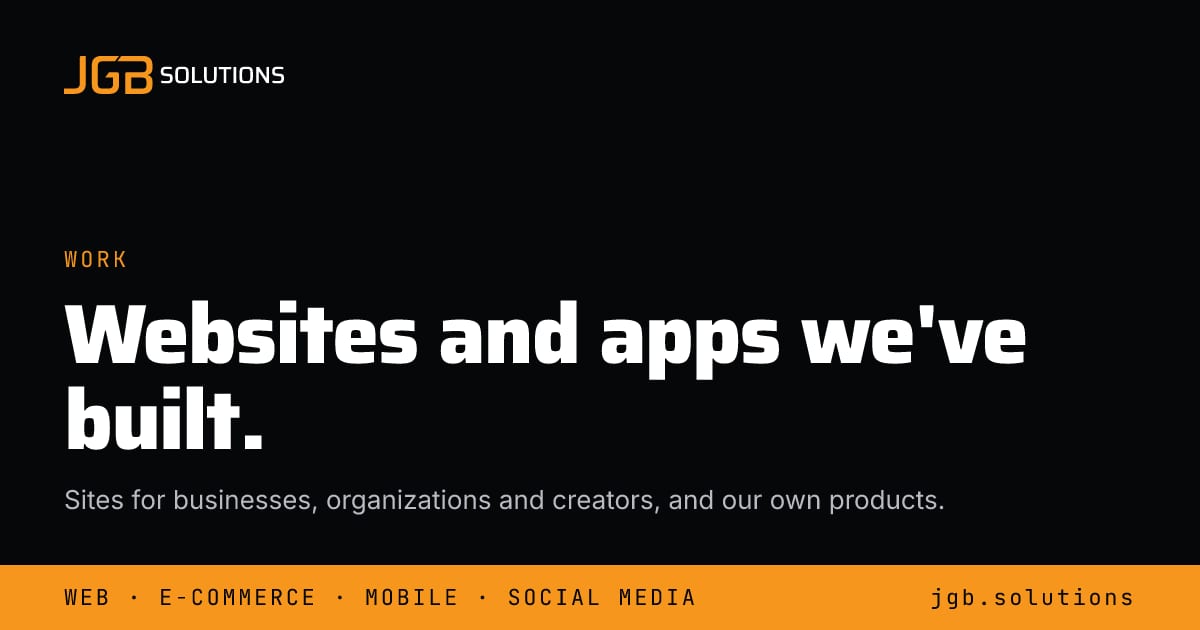 JGB SOLUTIONS
WORK
Websites and apps we've
built.
Sites for businesses, organizations and creators, and our own products.
WEB · E-COMMERCE · MOBILE · SOCIAL MEDIA
jgb.solutions